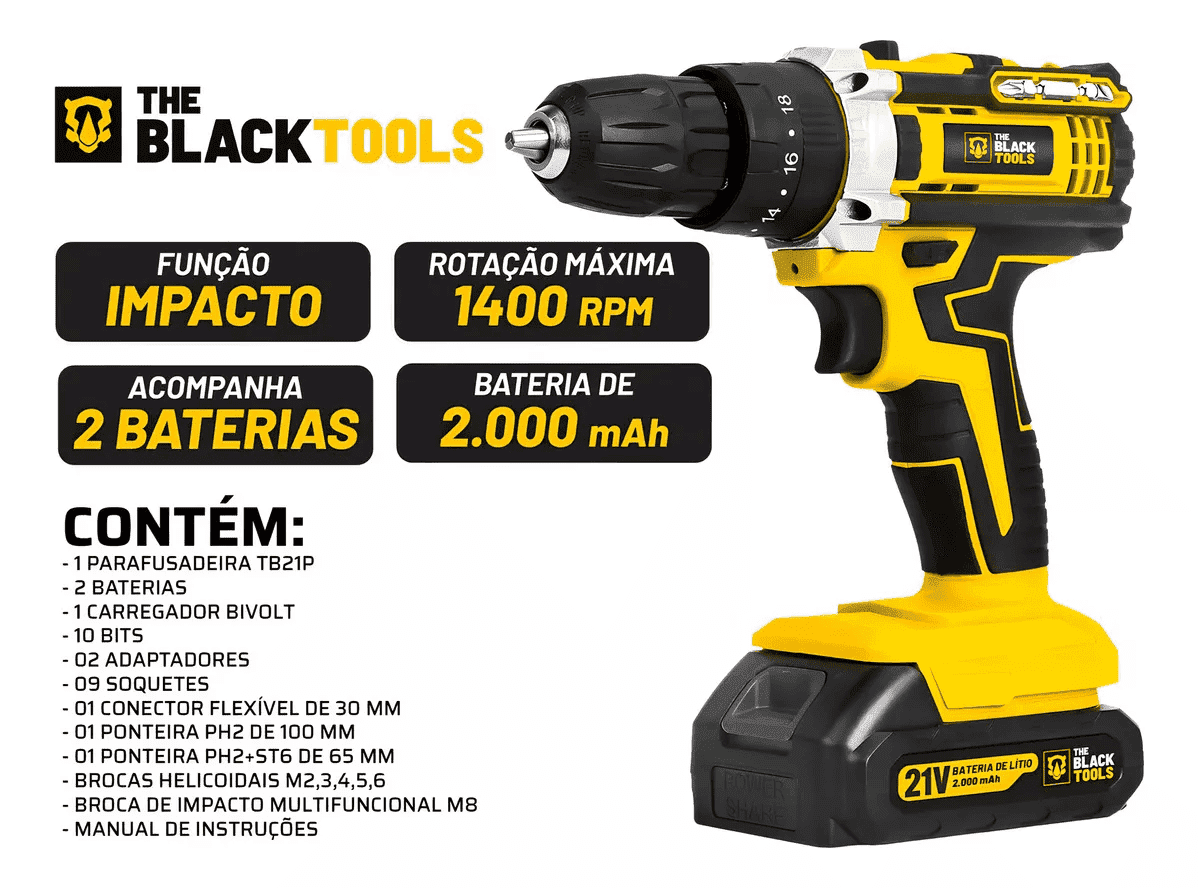 THE
BLACKTOOLS
FUNÇÃO
IMPACTO
ROTAÇÃO MÁXIMA
1400 RPM
ACOMPANHA
2 BATERIAS
BATERIA DE
2.000 mAh
CONTÉM:
- 1 PARAFUSADEIRA TB21P
- 2 BATERIAS
- 1 CARREGADOR BIVOLT
- 10 BITS
- 02 ADAPTADORES
- 09 SOQUETES
- 01 CONECTOR FLEXÍVEL DE 30 MM
- 01 PONTEIRA PH2 DE 100 MM
- 01 PONTEIRA PH2+ST6 DE 65 MM
- BROCAS HELICOIDAIS M2,3,4,5,6
- BROCA DE IMPACTO MULTIFUNCIONAL M8
- MANUAL DE INSTRUÇÕES
18
16
14
THE
BLACK
TOOLS
POWER
SHARE
21V BATERIA DE LÍTIO
2.000 mAh
THE
BLACK
TOOLS